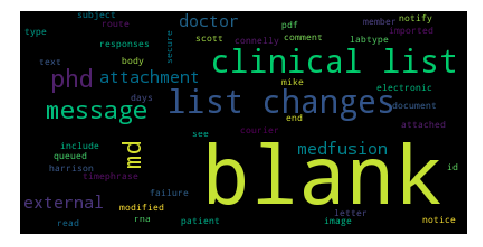 subject
member
notify
route
doctor
pdf
type
responses
scott
connelly
comment
labtype
imported
secure
text
body
clinical list
phd
attachment
mike
electronic
days
list changes
document
message
end
courier
attached
see
include
md
medfusion
queued
blank
id
harrison
timephrase
failure
external
modified
letter
read
rna
patient
image
notice